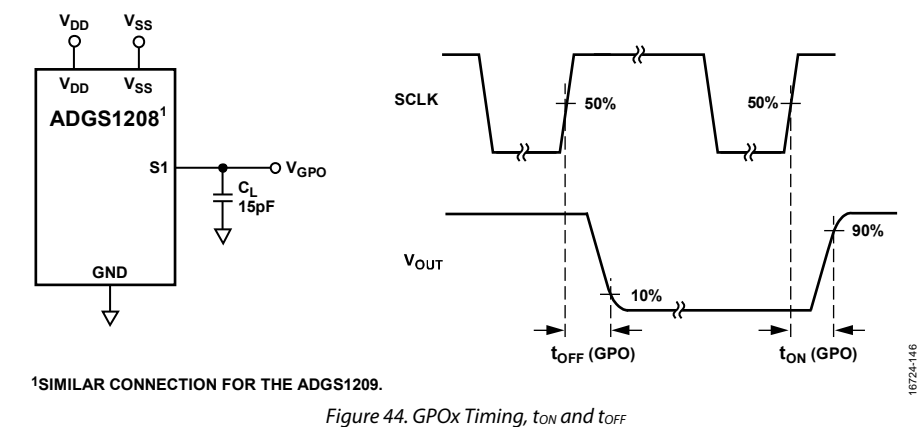 VDD VSS
VDD VSS
ADGS12081
S1
VGPO
CL
15pF
GND
1SIMILAR CONNECTION FOR THE ADGS1209.
SCLK
50%
50%
VOUT
10%
90%
tOFF (GPO)
tON (GPO)
16724-146
Figure 44. GPOx Timing, tON and tOFF